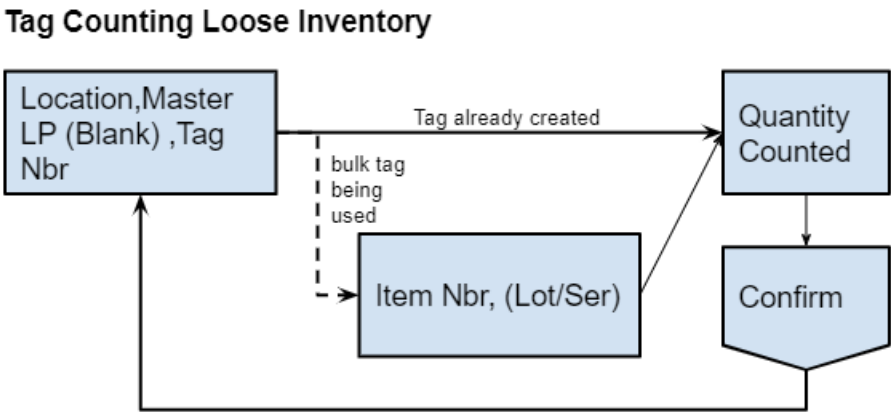 Tag Counting Loose Inventory
Location,Master
LP (Blank) ,Tag
Nbr
Tag already created
Quantity
Counted
bulk tag
being
used
Item Nbr, (Lot/Ser)
Confirm